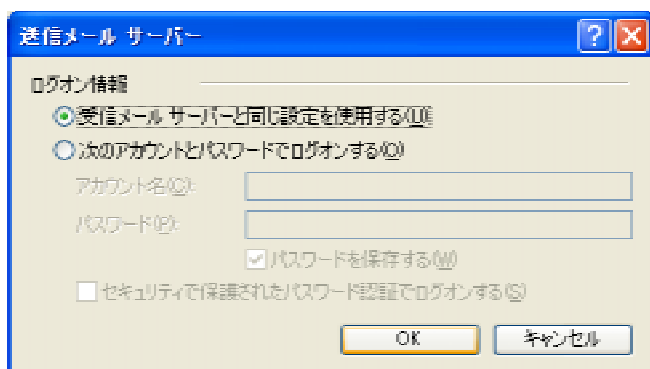 送信メール サーバー
ログオン情報
受信メール サーバーと同じ設定を使用する(U)
次のアカウントとパスワードでログオンする(O)
アカウント名(C):
パスワード(P):
パスワードを保存する(W)
セキュリティで保護されたパスワード認証でログオンする(S)
OK キャンセル